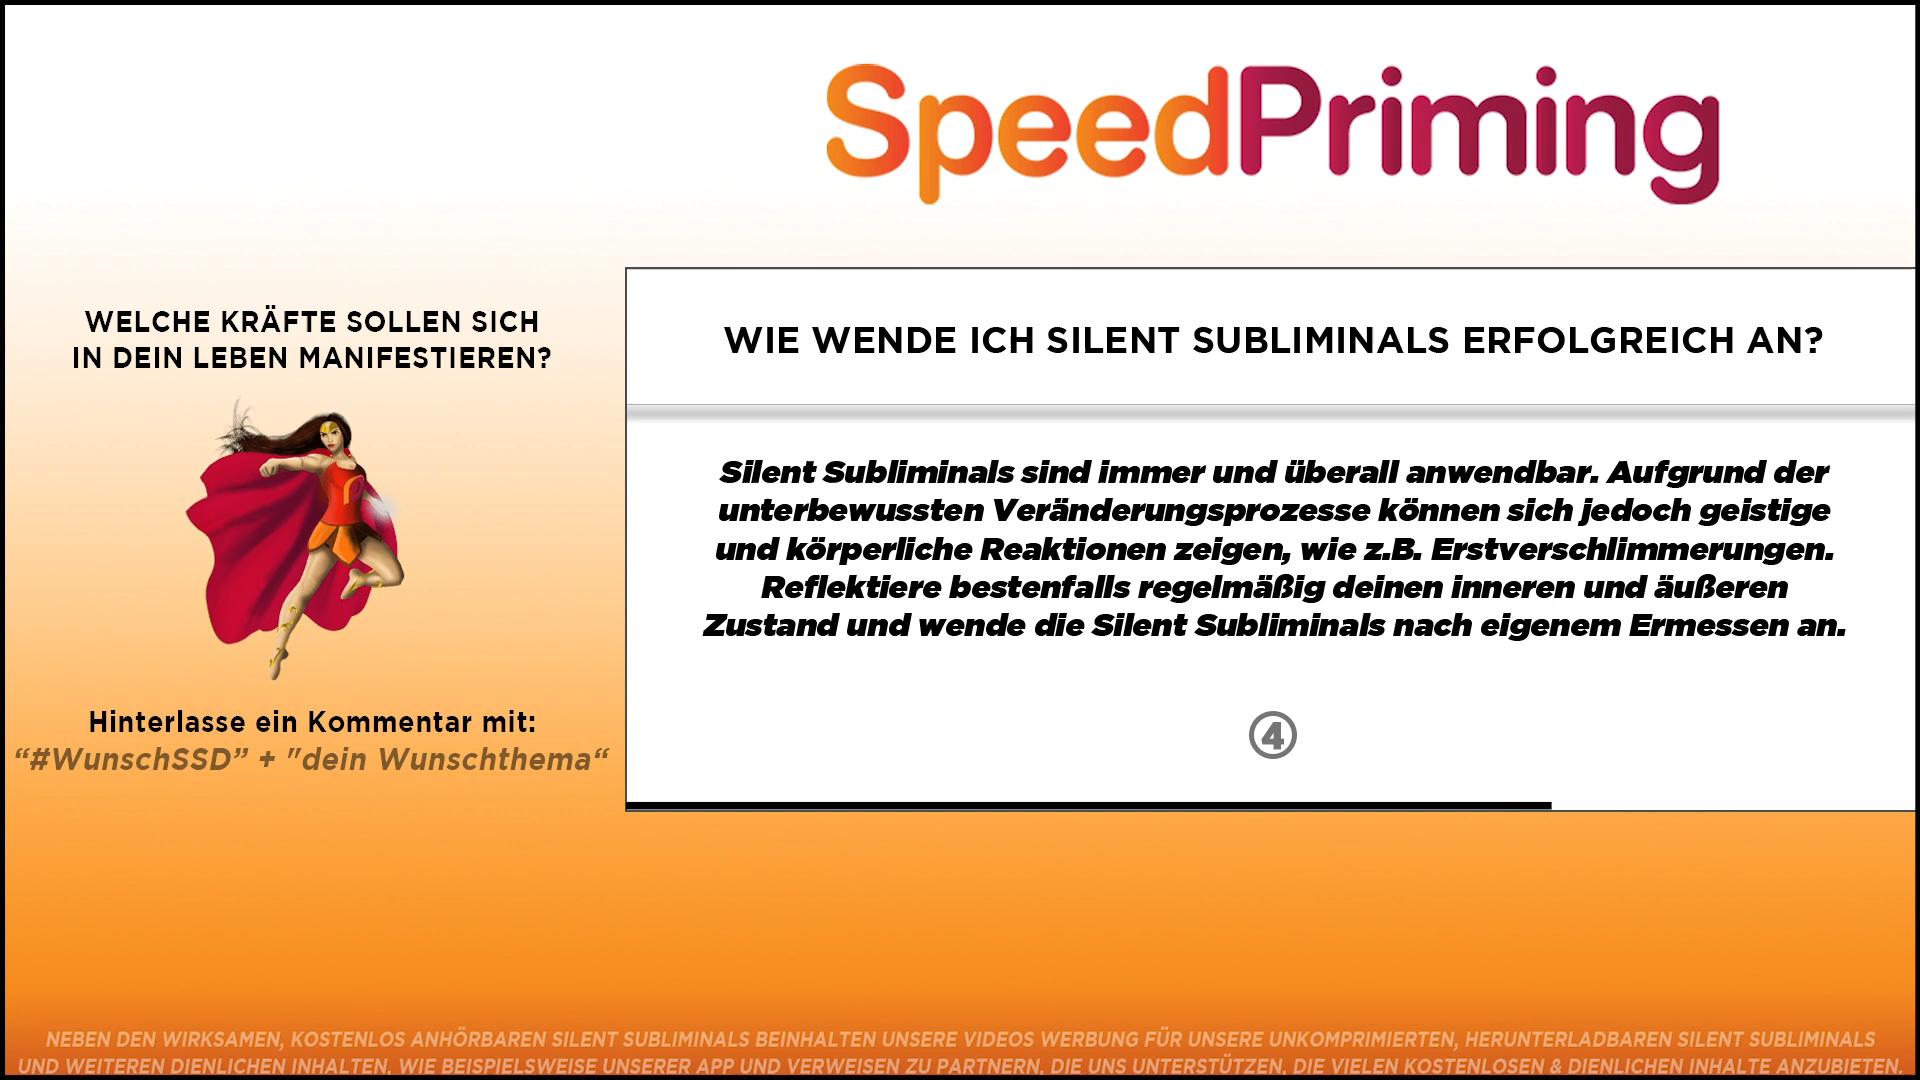 SpeedPriming
WELCHE KRÄFTE SOLLEN SICH
IN DEIN LEBEN MANIFESTIEREN?
Hinterlasse ein Kommentar mit:
“#WunschSSD” + "dein Wunschthema“
WIE WENDE ICH SILENT SUBLIMINALS ERFOLGREICH AN?
Silent Subliminals sind immer und überall anwendbar. Aufgrund der
unterbewussten Veränderungsprozesse können sich jedoch geistige
und körperliche Reaktionen zeigen, wie z.B. Erstverschlimmerungen.
Reflektiere bestenfalls regelmäßig deinen inneren und äußeren
Zustand und wende die Silent Subliminals nach eigenem Ermessen an.
4
NEBEN DEN WIRKSAMEN, KOSTENLOS ANHÖRBAREN SILENT SUBLIMINALS BEINHALTEN UNSERE VIDEOS WERBUNG FÜR UNSERE UNKOMPRIMIERTEN, HERUNTERLADBAREN SILENT SUBLIMINALS
UND WEITEREN DIENLICHEN INHALTEN, WIE BEISPIELSWEISE UNSERER APP UND VERWEISEN ZU PARTNERN, DIE UNS UNTERSTÜTZEN, DIE VIELEN KOSTENLOSEN & DIENLICHEN INHALTE ANZUBIETEN.